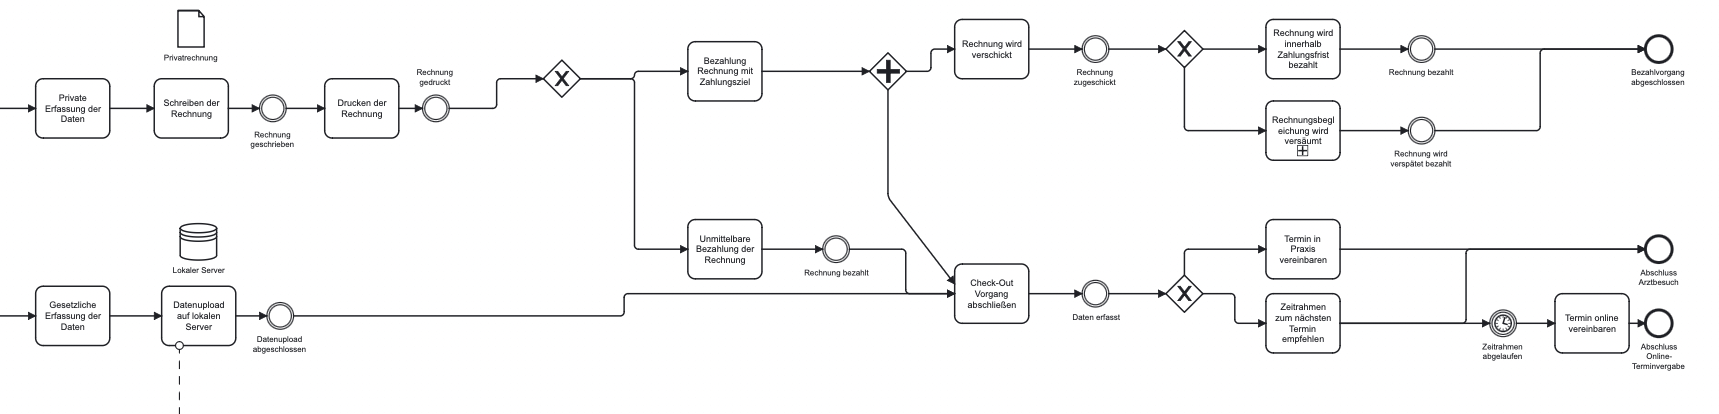 Privatrechnung
Private
Erfassung der
Daten
Schreiben der
Rechnung
Rechnung
geschrieben
Drucken der
Rechnung
Rechnung
gedruckt
Bezahlung
Rechnung mit
Zahlungsziel
Rechnung wird
verschickt
Rechnung
zugeschickt
Rechnung wird
innerhalb
Zahlungsfrist
bezahlt
Rechnung bezahlt
Bezahlvorgang
abgeschlossen
Rechnungsbegl
eichung wird
versäumt
Rechnung wird
verspätet bezahlt
Unmittelbare
Bezahlung der
Rechnung
Rechnung bezahlt
Lokaler Server
Gesetzliche
Erfassung der
Daten
Datenupload
auf lokalen
Server
Datenupload
abgeschlossen
Check-Out
Vorgang
abschließen
Daten erfasst
Termin in
Praxis
vereinbaren
Abschluss
Arztbesuch
Zeitrahmen
zum nächsten
Termin
empfehlen
Zeitrahmen
abgelaufen
Termin online
vereinbaren
Abschluss
Online-
Terminvergabe